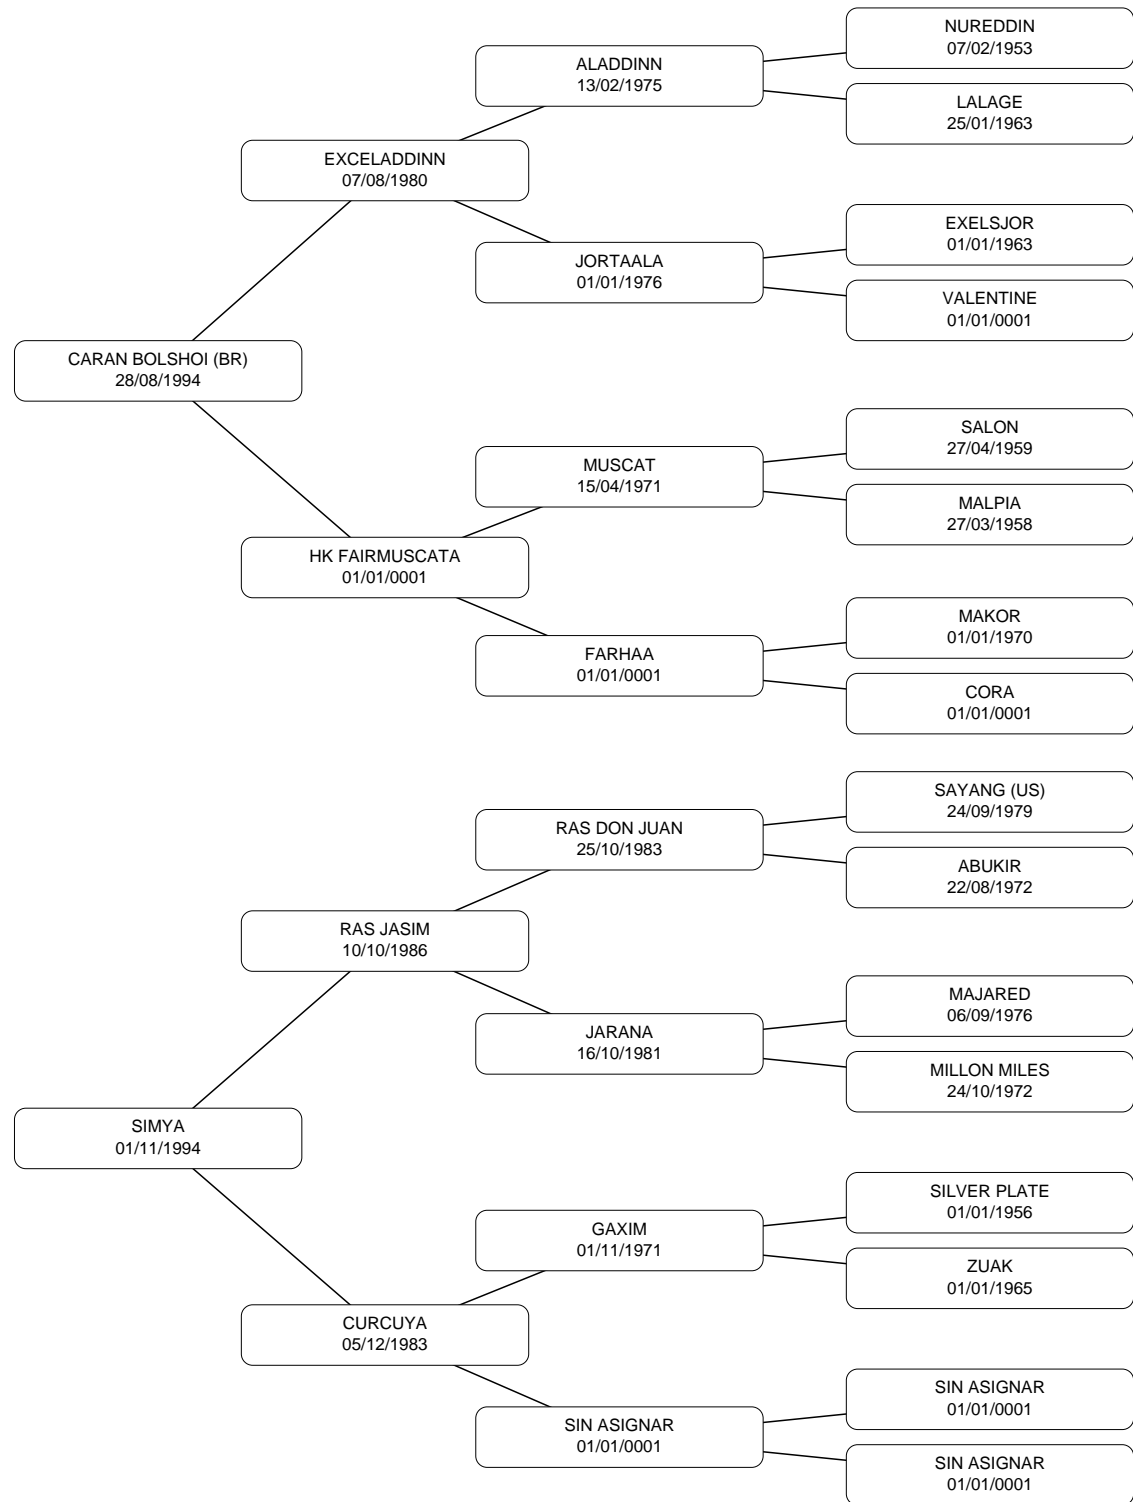 NUREDDIN
07/02/1953
ALADDINN
13/02/1975
LALAGE
25/01/1963
EXCELADDINN
07/08/1980
EXELSJOR
01/01/1963
JORTAALA
01/01/1976
VALENTINE
01/01/0001
CARAN BOLSHOI (BR)
28/08/1994
SALON
27/04/1959
MUSCAT
15/04/1971
MALPIA
27/03/1958
HK FAIRMUSCATA
01/01/0001
MAKOR
01/01/1970
FARHAA
01/01/0001
CORA
01/01/0001
SAYANG (US)
24/09/1979
RAS DON JUAN
25/10/1983
ABUKIR
22/08/1972
RAS JASIM
10/10/1986
MAJARED
06/09/1976
JARANA
16/10/1981
MILLON MILES
24/10/1972
SIMYA
01/11/1994
SILVER PLATE
01/01/1956
GAXIM
01/11/1971
ZUAK
01/01/1965
CURCUYA
05/12/1983
SIN ASIGNAR
01/01/0001
SIN ASIGNAR
01/01/0001
SIN ASIGNAR
01/01/0001